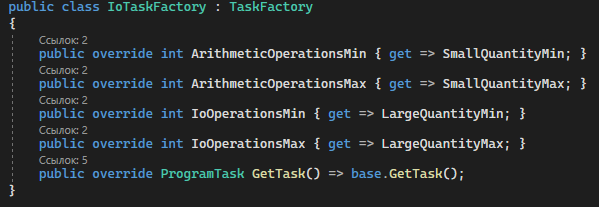 public class IoTaskFactory : TaskFactory
{
Ссылок: 2
public override int ArithmeticOperationsMin { get => SmallQuantityMin; }
Ссылок: 2
public override int ArithmeticOperationsMax { get => SmallQuantityMax; }
Ссылок: 2
public override int IoOperationsMin { get => LargeQuantityMin; }
Ссылок: 2
public override int IoOperationsMax { get => LargeQuantityMax; }
Ссылок: 5
public override ProgramTask GetTask() => base.GetTask();
}